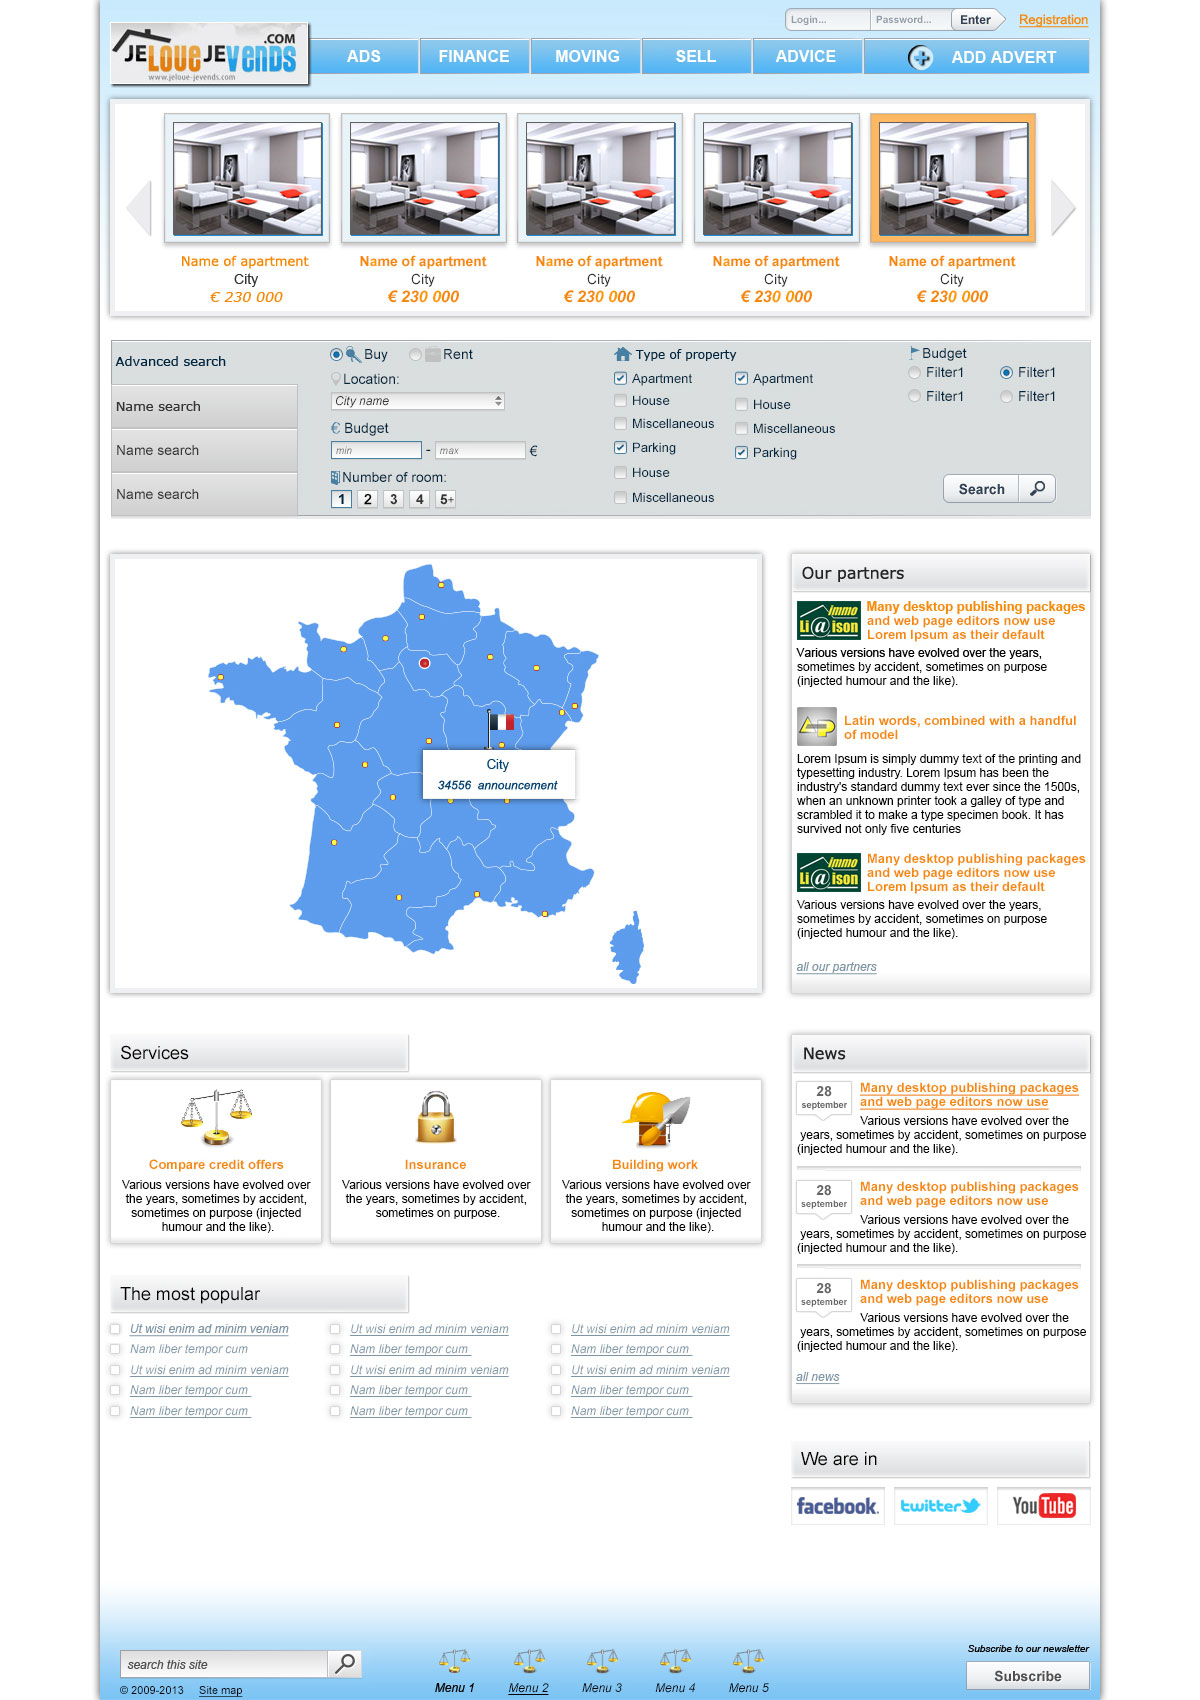 Login...
Password...
Enter
Registration
JELOUEJEVENDS
.COM
www.jeloue-jevends.com
ADS
FINANCE
MOVING
SELL
ADVICE
ADD ADVERT
Name of apartment
City
€ 230 000
Name of apartment
City
€ 230 000
Name of apartment
City
€ 230 000
Name of apartment
City
€ 230 000
Name of apartment
City
€ 230 000
Advanced search
Name search
Name search
Name search
Buy
Rent
Location:
City name
€ Budget
min - max €
Number of room:
1 2 3 4 5+
Type of property
Apartment
House
Miscellaneous
Parking
House
Miscellaneous
Apartment
House
Miscellaneous
Parking
Budget
Filter1
Filter1
Filter1
Filter1
Search
City
34556 announcement
Our partners
immo
Li@ison
Many desktop publishing packages
and web page editors now use
Lorem Ipsum as their default
Various versions have evolved over the years,
sometimes by accident, sometimes on purpose
(injected humour and the like).
AP
Latin words, combined with a handful
of model
Lorem Ipsum is simply dummy text of the printing and
typesetting industry. Lorem Ipsum has been the
industry's standard dummy text ever since the 1500s,
when an unknown printer took a galley of type and
scrambled it to make a type specimen book. It has
survived not only five centuries
immo
Li@ison
Many desktop publishing packages
and web page editors now use
Lorem Ipsum as their default
Various versions have evolved over the years,
sometimes by accident, sometimes on purpose
(injected humour and the like).
all our partners
Services
Compare credit offers
Various versions have evolved over
the years, sometimes by accident,
sometimes on purpose (injected
humour and the like).
Insurance
Various versions have evolved over
the years, sometimes by accident,
sometimes on purpose.
Building work
Various versions have evolved over
the years, sometimes by accident,
sometimes on purpose (injected
humour and the like).
News
28
september
Many desktop publishing packages
and web page editors now use
Various versions have evolved over the
years, sometimes by accident, sometimes on purpose
(injected humour and the like).
28
september
Many desktop publishing packages
and web page editors now use
Various versions have evolved over the
years, sometimes by accident, sometimes on purpose
(injected humour and the like).
28
september
Many desktop publishing packages
and web page editors now use
Various versions have evolved over the
years, sometimes by accident, sometimes on purpose
(injected humour and the like).
all news
The most popular
Ut wisi enim ad minim veniam
Nam liber tempor cum
Ut wisi enim ad minim veniam
Nam liber tempor cum
Nam liber tempor cum
Ut wisi enim ad minim veniam
Nam liber tempor cum
Ut wisi enim ad minim veniam
Nam liber tempor cum
Nam liber tempor cum
Ut wisi enim ad minim veniam
Nam liber tempor cum
Ut wisi enim ad minim veniam
Nam liber tempor cum
Nam liber tempor cum
We are in
facebook.
twitter
YouTube
search this site
© 2009-2013
Site map
Menu 1
Menu 2
Menu 3
Menu 4
Menu 5
Subscribe to our newsletter
Subscribe